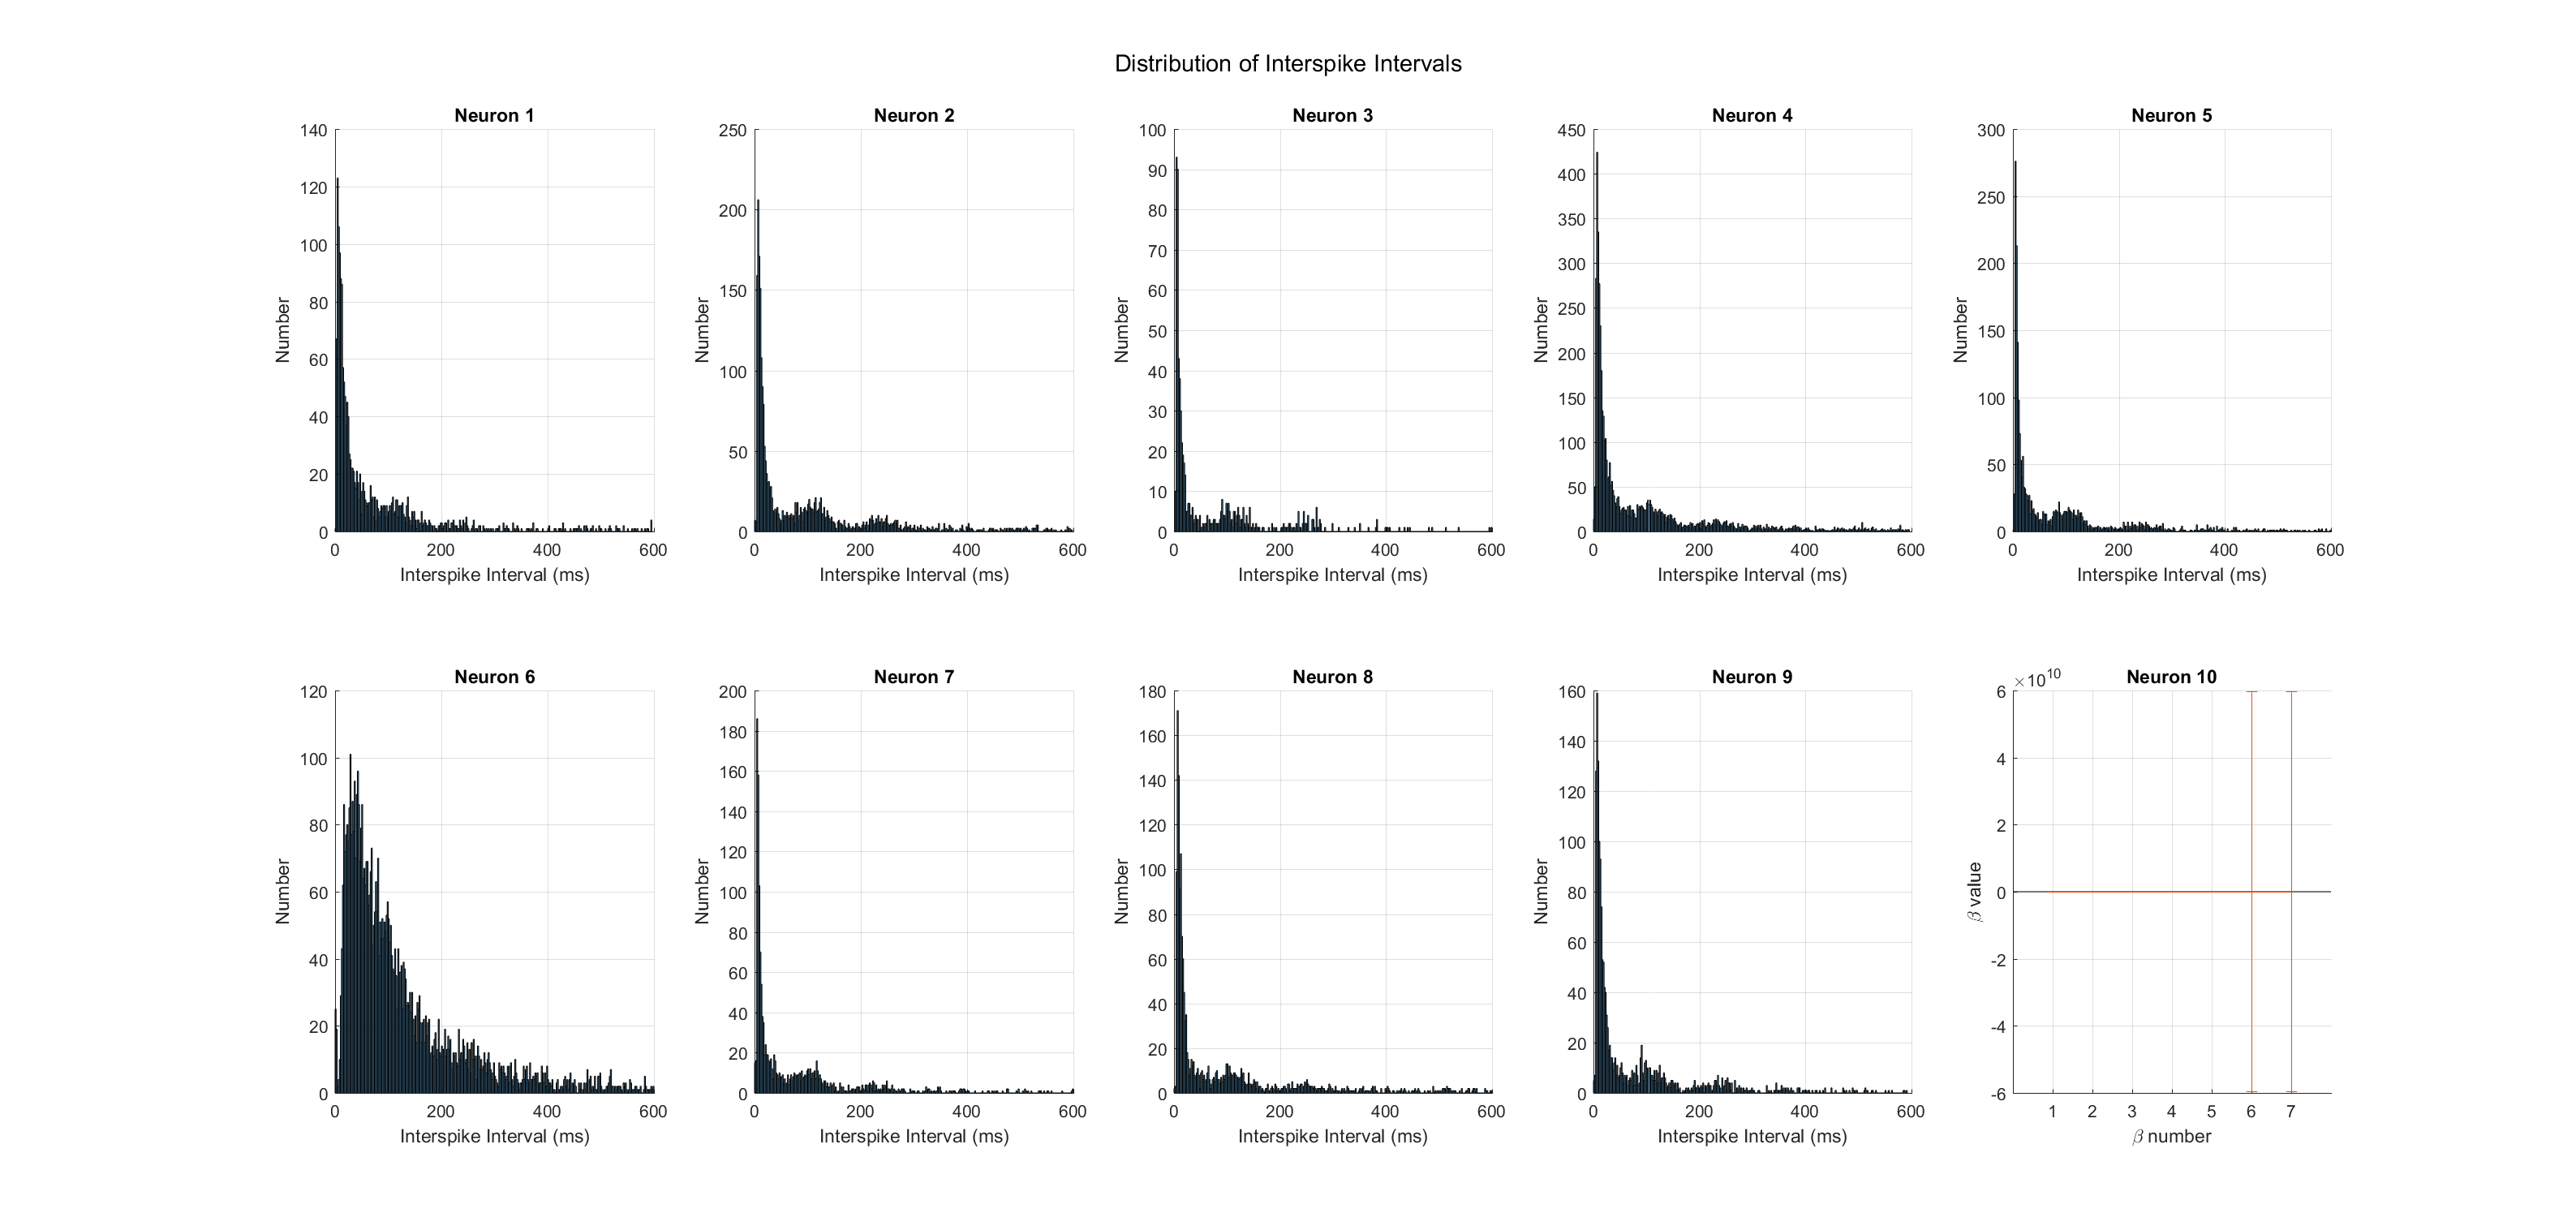 Distribution of Interspike Intervals
Neuron 1
140
120
100
80
60
40
20
0
0 200 400 600
Number
Interspike Interval (ms)
Neuron 2
250
200
150
100
50
0
0 200 400 600
Number
Interspike Interval (ms)
Neuron 3
100
90
80
70
60
50
40
30
20
10
0
0 200 400 600
Number
Interspike Interval (ms)
Neuron 4
450
400
350
300
250
200
150
100
50
0
0 200 400 600
Number
Interspike Interval (ms)
Neuron 5
300
250
200
150
100
50
0
0 200 400 600
Number
Interspike Interval (ms)
Neuron 6
120
100
80
60
40
20
0
0 200 400 600
Number
Interspike Interval (ms)
Neuron 7
200
180
160
140
120
100
80
60
40
20
0
0 200 400 600
Number
Interspike Interval (ms)
Neuron 8
180
160
140
120
100
80
60
40
20
0
0 200 400 600
Number
Interspike Interval (ms)
Neuron 9
160
140
120
100
80
60
40
20
0
0 200 400 600
Number
Interspike Interval (ms)
Neuron 10
×10¹⁰
6
4
2
0
-2
-4
-6
1 2 3 4 5 6 7
β value
β number